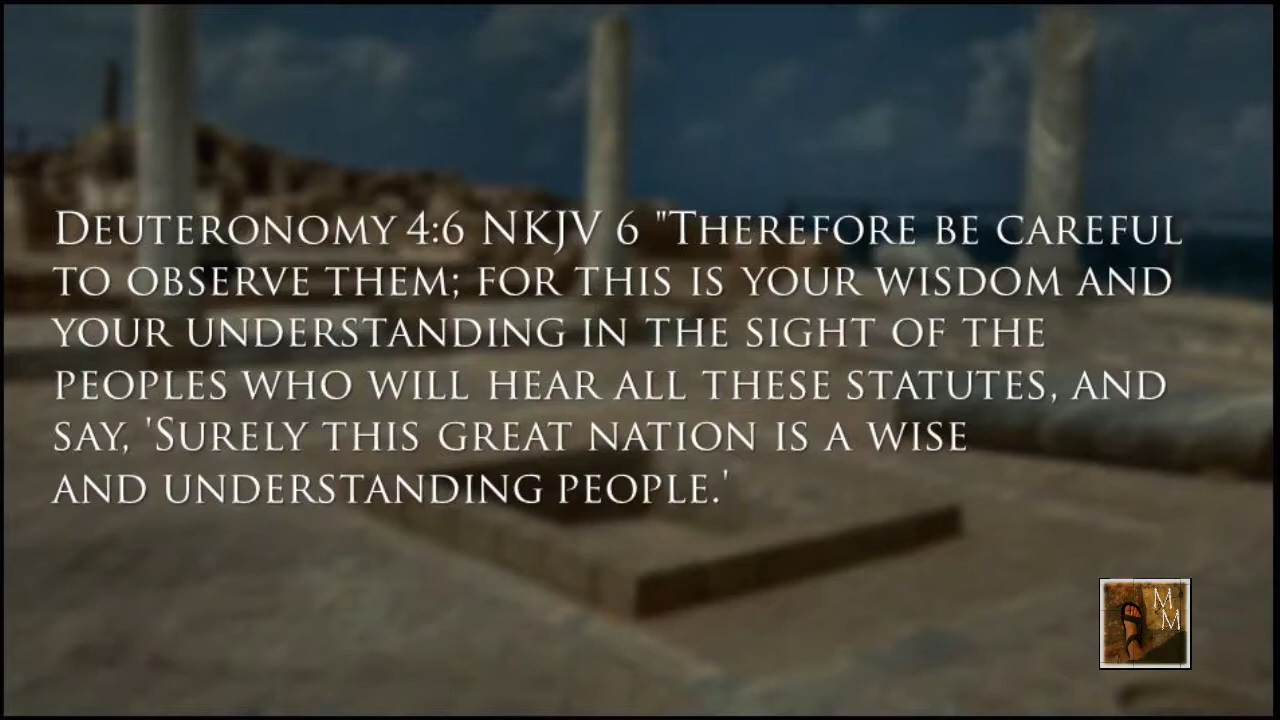 Deuteronomy 4:6 NKJV 6 "Therefore be careful
to observe them; for this is your wisdom and
your understanding in the sight of the
peoples who will hear all these statutes, and
say, 'Surely this great nation is a wise
and understanding people.'
M
M